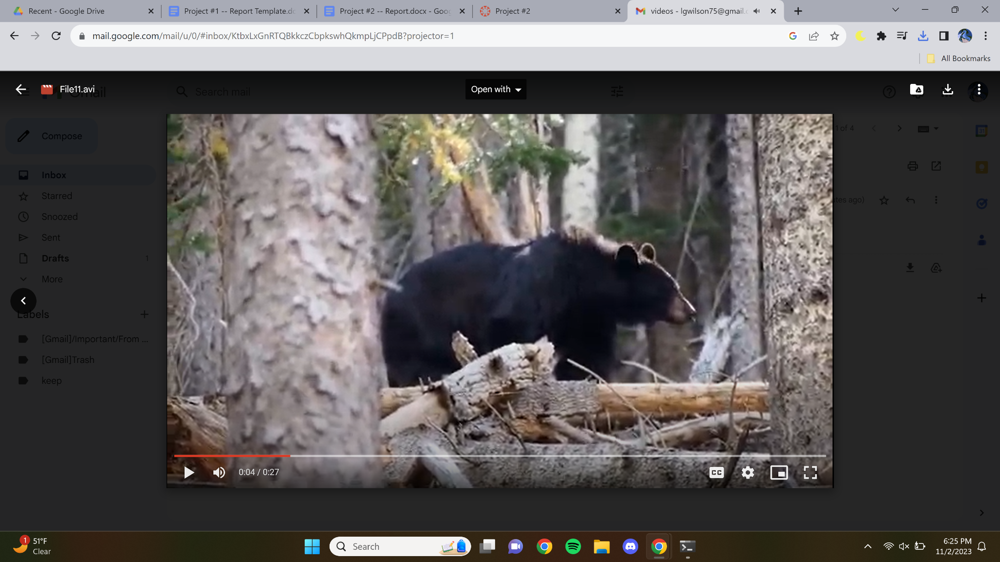 Recent - Google Drive
Project #1 -- Report Template.dc
Project #2 -- Report.docx - Goog
Project #2
videos - lgwilson75@gmail.c
mail.google.com/mail/u/0/#inbox/KtbxLxGnRTQBkkczCbpkswhQkmpLjCPpdB?projector=1
All Bookmarks
File11.avi
Gmail
Search mail
Open with
Compose
1 of 4
31
Inbox
Starred
tes ago)
Snoozed
Sent
Drafts 1
More
Labels
[Gmail]/Important/From ...
[Gmail]Trash
keep
0:04 / 0:27
CC
1
51°F
Clear
Search
6:25 PM
11/2/2023